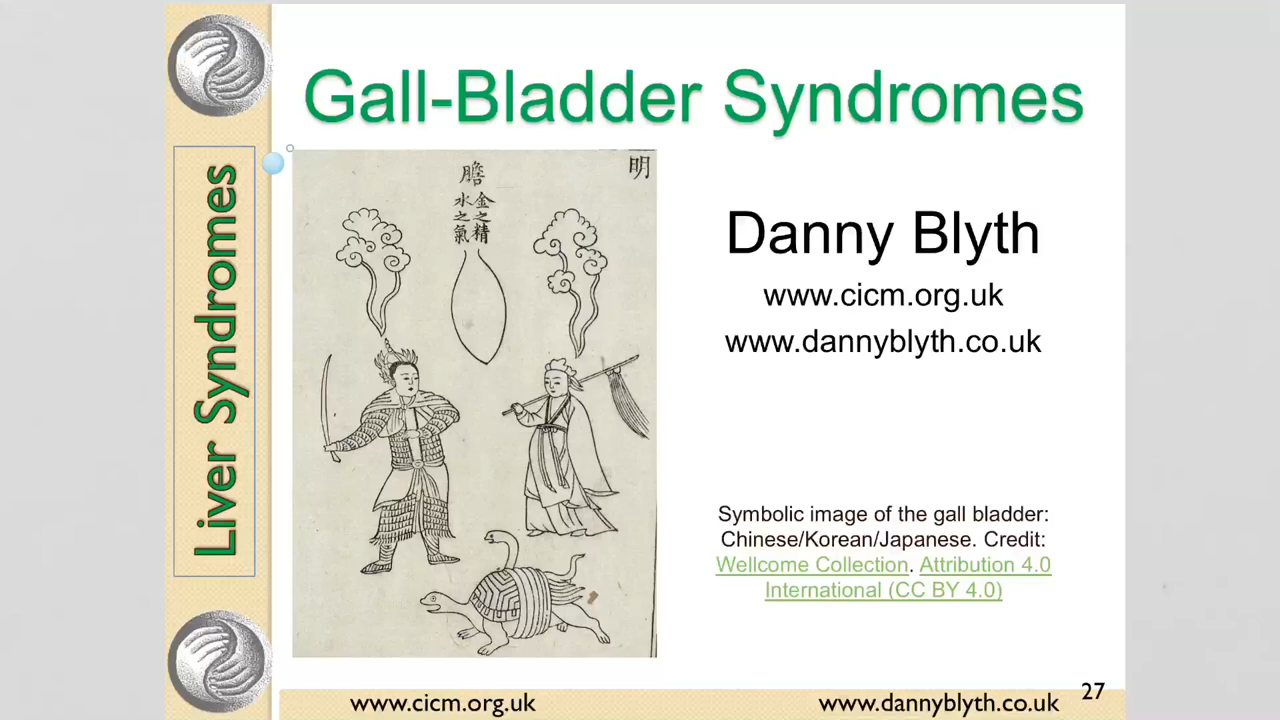 Gall-Bladder Syndromes
Liver Syndromes
明
膽
金之精
水之氣
Danny Blyth
www.cicm.org.uk
www.dannyblyth.co.uk
Symbolic image of the gall bladder:
Chinese/Korean/Japanese. Credit:
Wellcome Collection. Attribution 4.0
International (CC BY 4.0)
www.cicm.org.uk
www.dannyblyth.co.uk
27